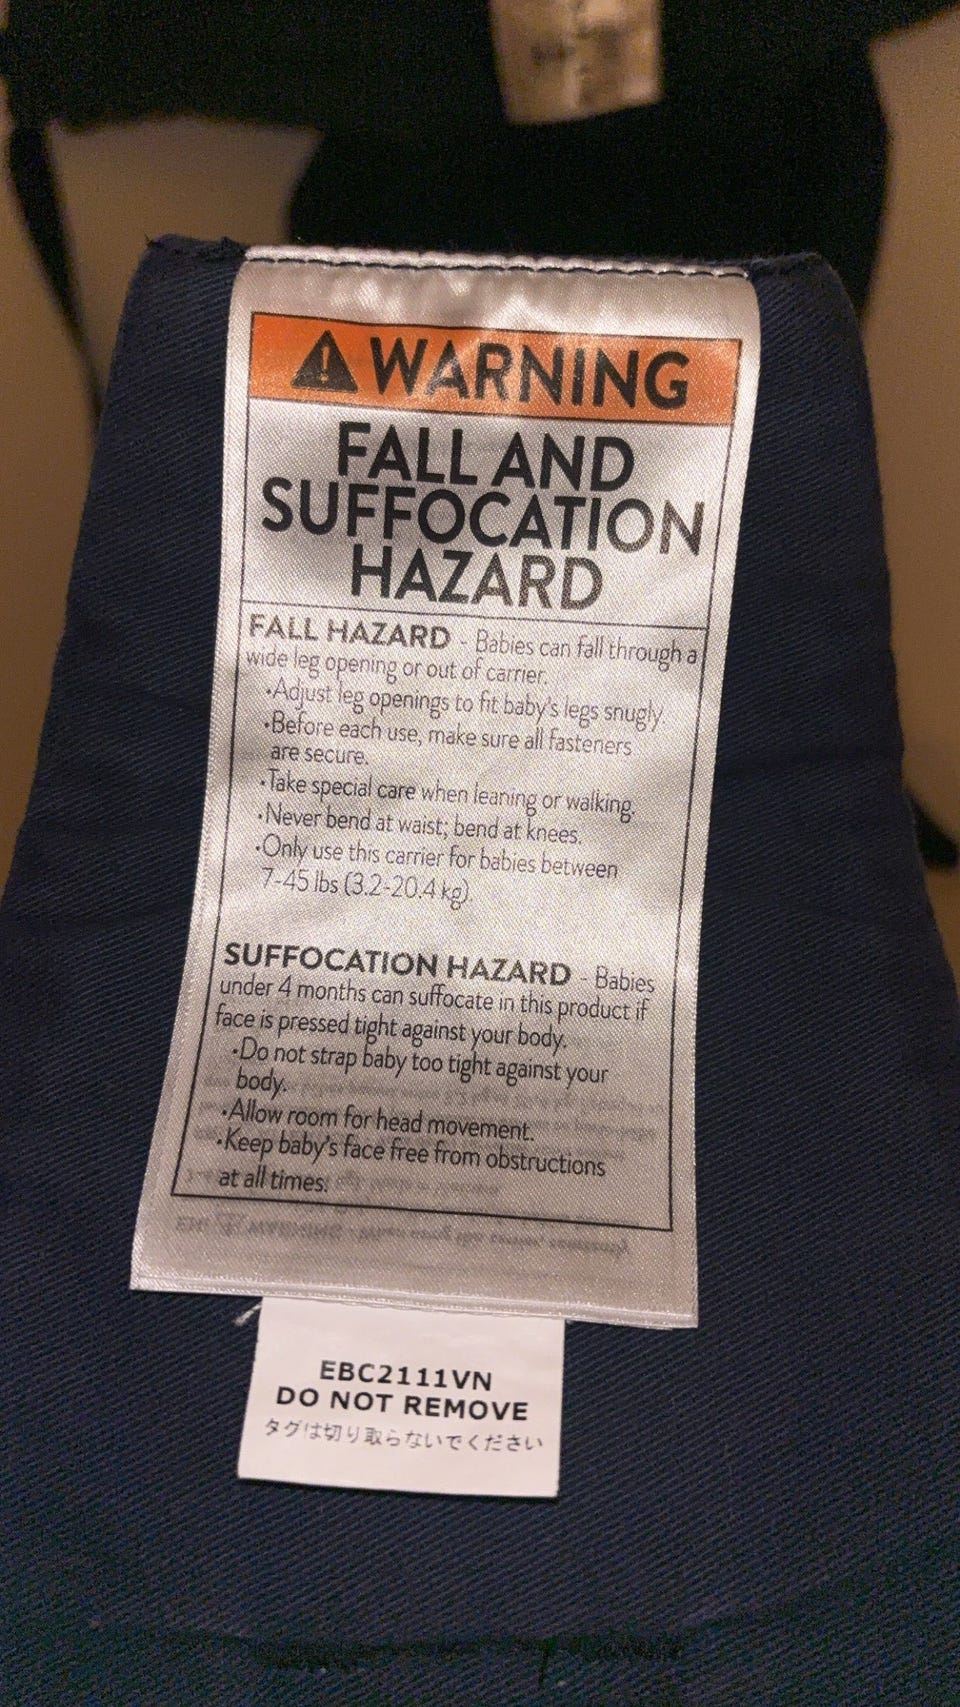 WARNING
FALL AND
SUFFOCATION
HAZARD
FALL HAZARD - Babies can fall through a
wide leg opening or out of carrier.
•Adjust leg openings to fit baby's legs snugly.
•Before each use, make sure all fasteners
are secure.
•Take special care when leaning or walking.
•Never bend at waist; bend at knees.
•Only use this carrier for babies between
7-45 lbs (3.2-20.4 kg).
SUFFOCATION HAZARD - Babies
under 4 months can suffocate in this product if
face is pressed tight against your body.
•Do not strap baby too tight against your
body.
•Allow room for head movement.
•Keep baby's face free from obstructions
at all times.
EBC2111VN
DO NOT REMOVE
タグは切り取らないでください